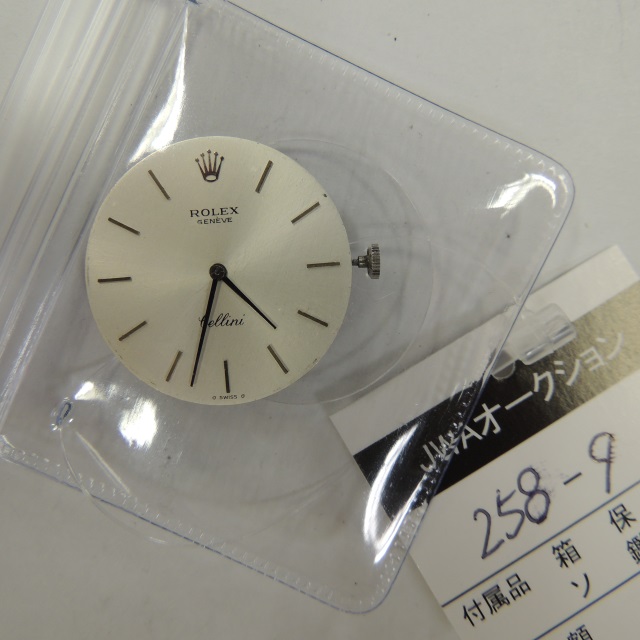 ROLEX
GENÈVE
Cellini
σ SWISS σ
JWAオークション
258-9
付属品
箱
保
ソ